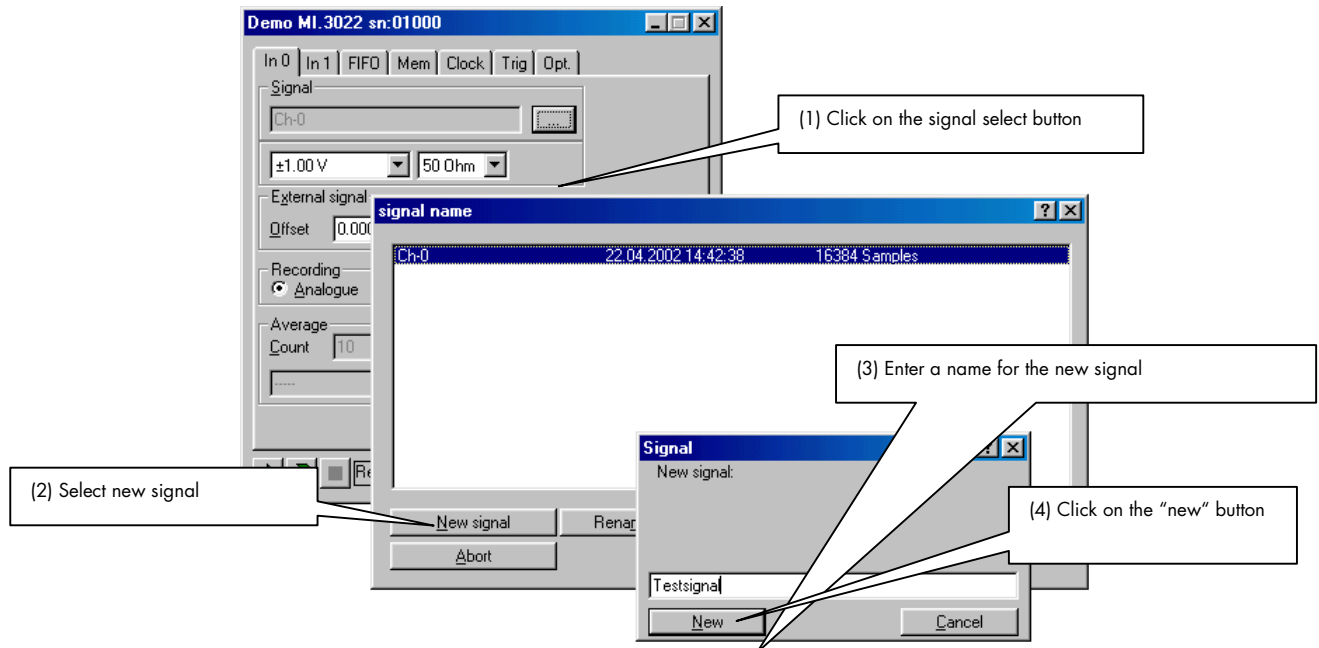 Demo MI.3022 sn:01000
In 0 In 1 FIFO Mem Clock Trig Opt.
Signal
Ch-0 ...
±1.00 V 50 Ohm
(1) Click on the signal select button
External signal
Offset
signal name
Ch-0 22.04.2002 14:42:38 16384 Samples
Recording
Analogue
Average
Count 10
-----
(3) Enter a name for the new signal
Signal
New signal:
(2) Select new signal
(4) Click on the “new“ button
New signal
Abort
Testsignal
New Cancel